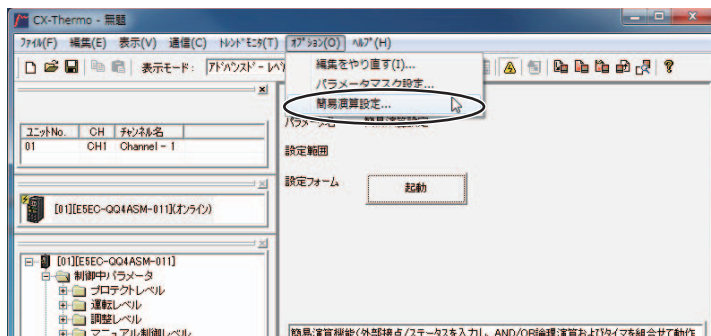 CX-Thermo - 無題
ファイル(F) 編集(E) 表示(V) 通信(C) トレンドモニタ(T) オプション(O) ヘルプ(H)
表示モード:
編集をやり直す(I)...
パラメータマスク設定...
簡易演算設定...
ユニットNo. CH チャネル名
01 CH1 Channel - 1
設定範囲
設定フォーム 起動
[01][E5EC-QQ4ASM-011](オンライン)
[01][E5EC-QQ4ASM-011]
制御中パラメータ
プロテクトレベル
運転レベル
調整レベル
マニュアル制御レベル
簡易演算機能(外部接点/ステータスを入力し、AND/OR論理演算およびタイマを組合せて動作